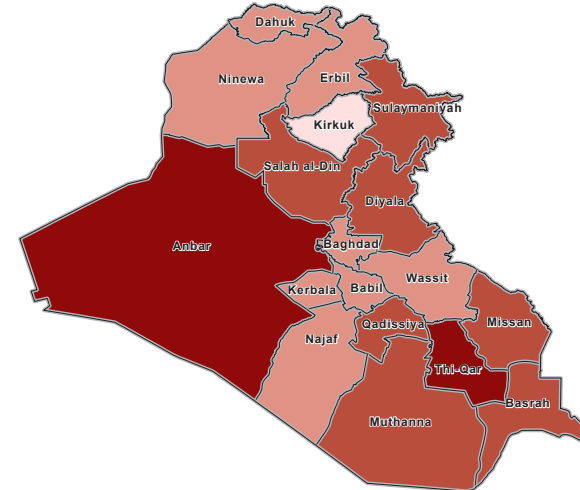 Dahuk
Ninewa
Erbil
Sulaymaniyah
Kirkuk
Salah al-Din
Diyala
Anbar
Baghdad
Wassit
Kerbala
Babil
Missan
Qadissiya
Najaf
Thi-Qar
Basrah
Muthanna